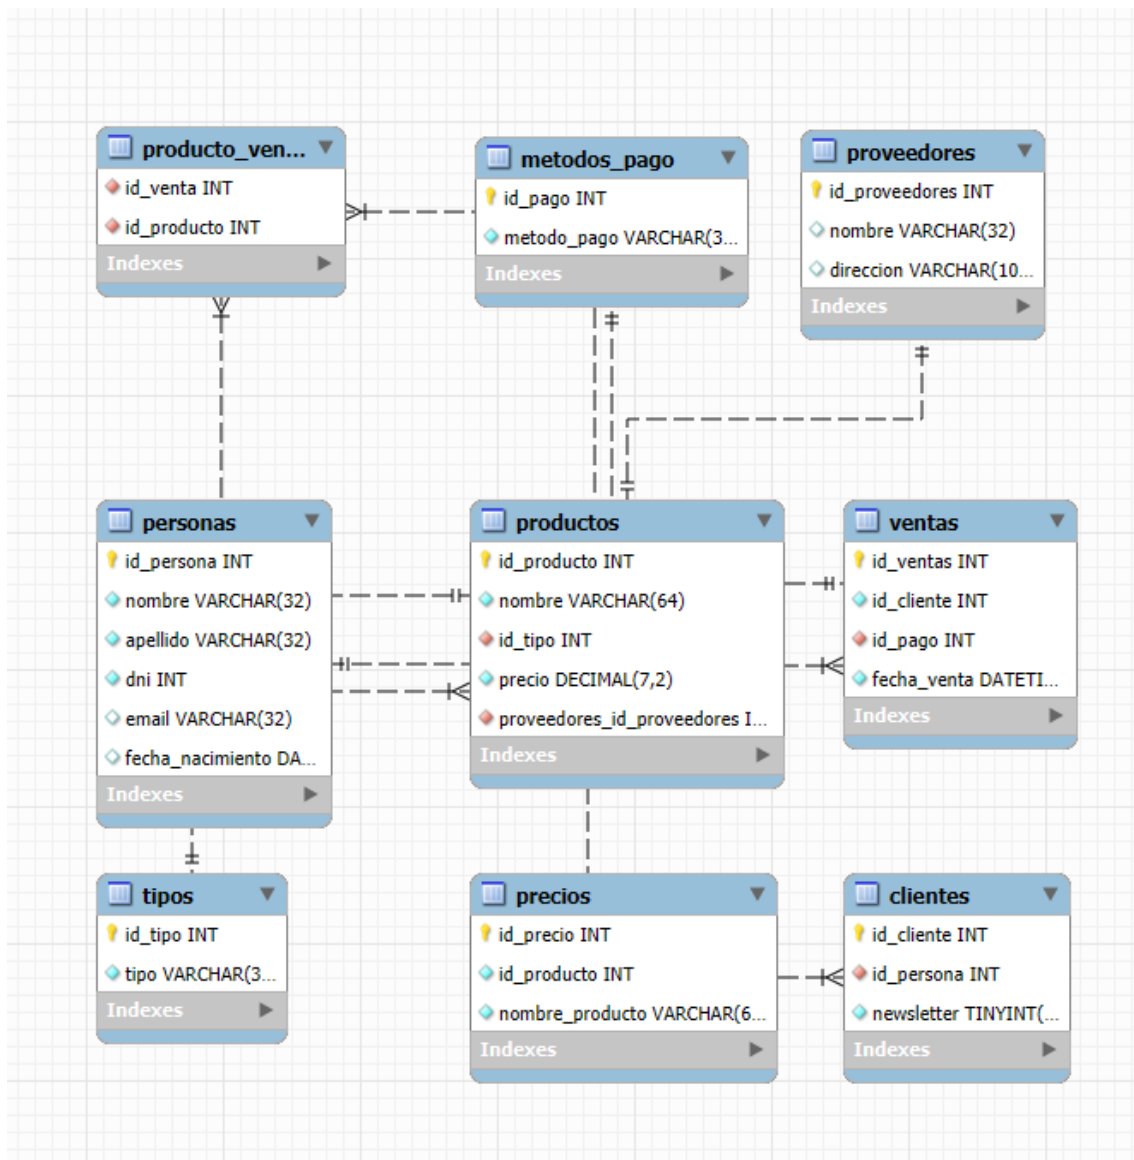 producto_ven...
id_venta INT
id_producto INT
Indexes
metodos_pago
id_pago INT
metodo_pago VARCHAR(3...
Indexes
proveedores
id_proveedores INT
nombre VARCHAR(32)
direccion VARCHAR(10...
Indexes
personas
id_persona INT
nombre VARCHAR(32)
apellido VARCHAR(32)
dni INT
email VARCHAR(32)
fecha_nacimiento DA...
Indexes
productos
id_producto INT
nombre VARCHAR(64)
id_tipo INT
precio DECIMAL(7,2)
proveedores_id_proveedores I...
Indexes
ventas
id_ventas INT
id_cliente INT
id_pago INT
fecha_venta DATETI...
Indexes
tipos
id_tipo INT
tipo VARCHAR(3...
Indexes
precios
id_precio INT
id_producto INT
nombre_producto VARCHAR(6...
Indexes
clientes
id_cliente INT
id_persona INT
newsletter TINYINT(...
Indexes